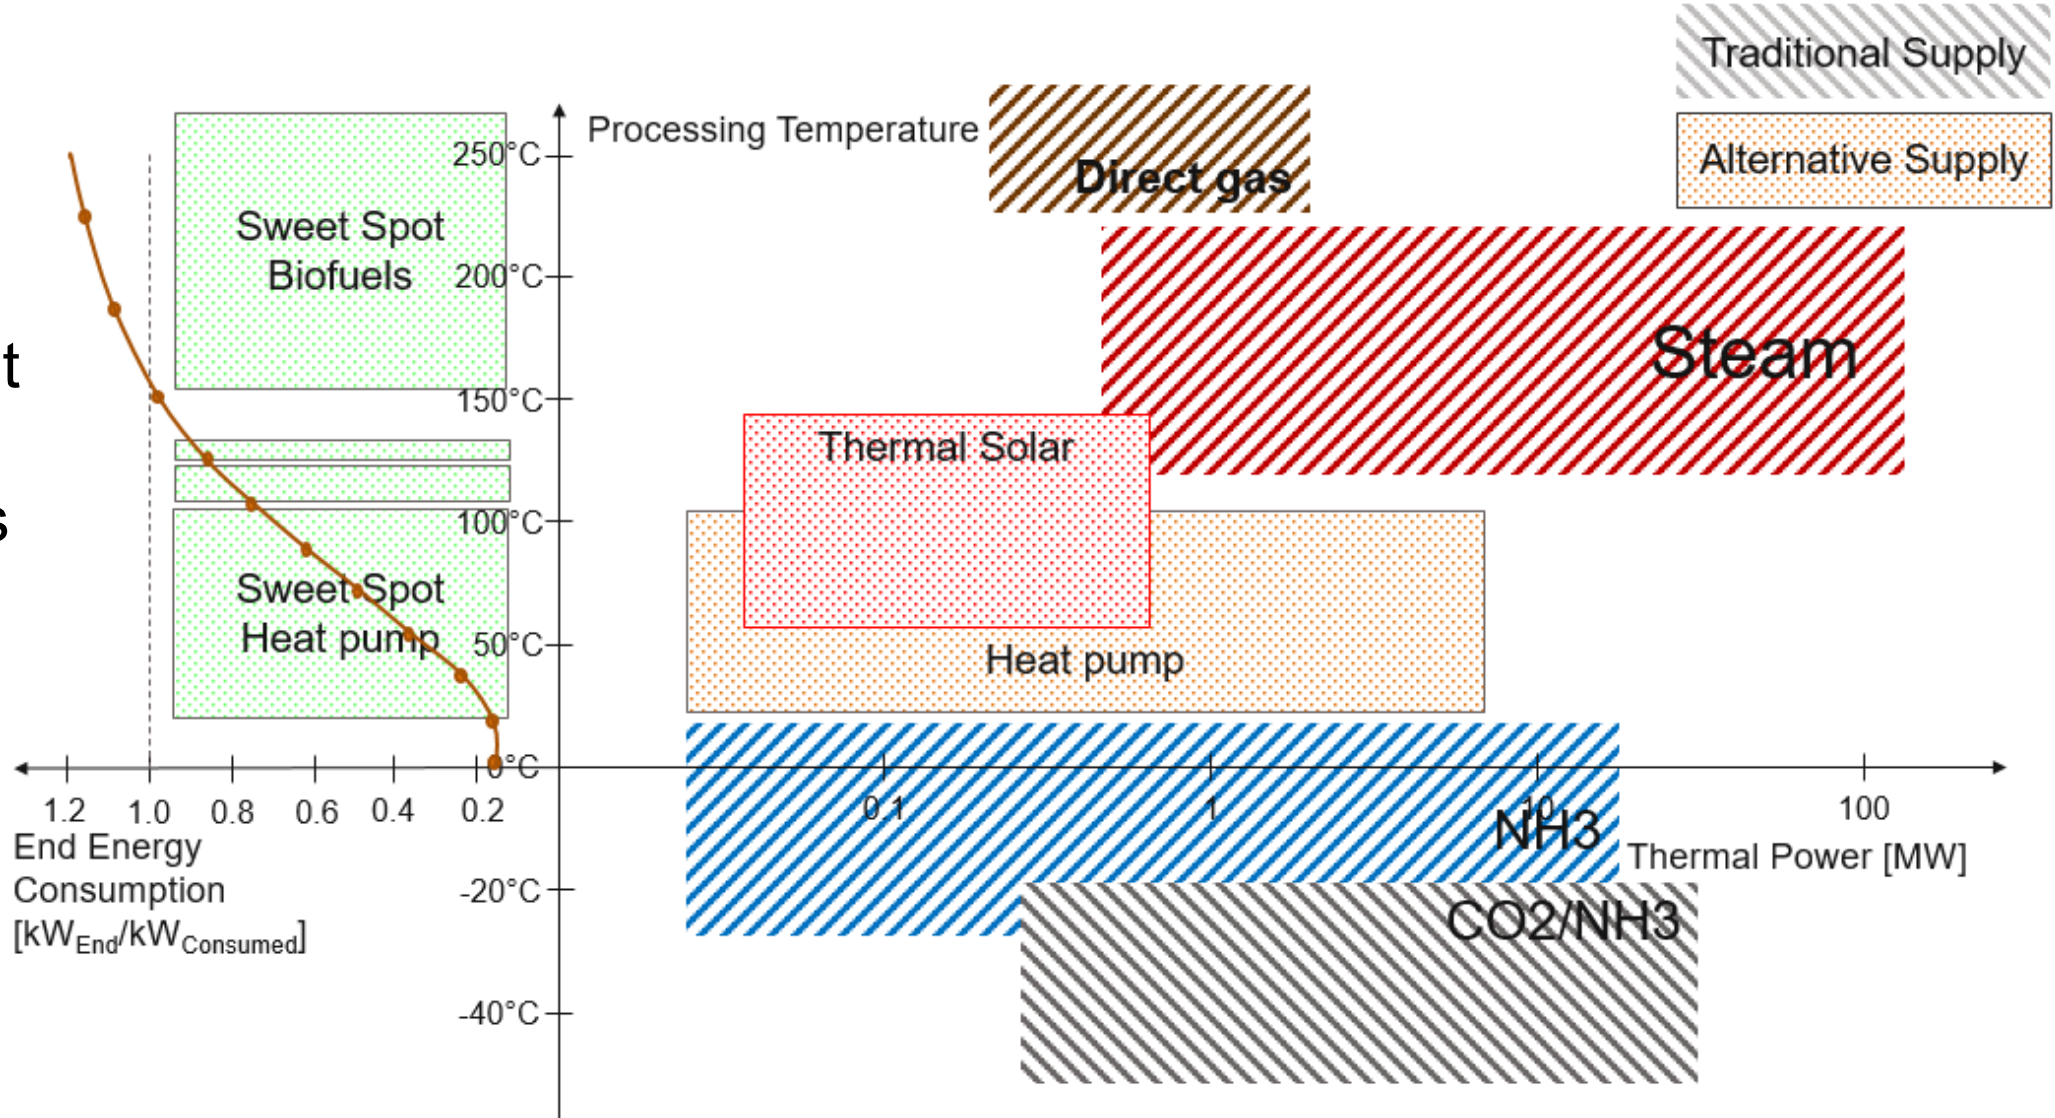 Traditional Supply
Alternative Supply
Processing Temperature
Direct gas
250°C
Sweet Spot
Biofuels
200°C
t
Steam
150°C
Thermal Solar
s
100°C
Sweet Spot
Heat pump
50°C
Heat pump
0°C
1.2 1.0 0.8 0.6 0.4 0.2
0.1 1 10 100
NH3
End Energy
Consumption
[kWEnd/kWConsumed]
Thermal Power [MW]
-20°C
CO2/NH3
-40°C